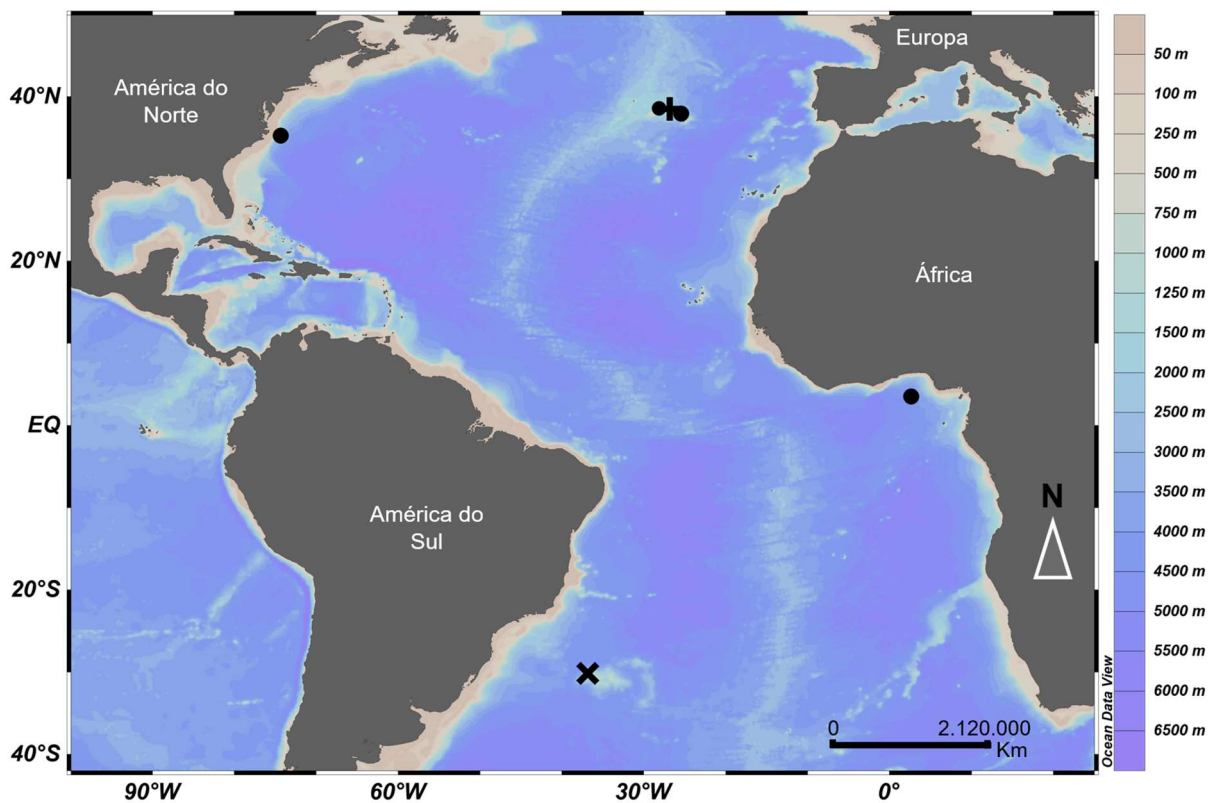 Europa
América do
Norte
África
América do
Sul
N
0
2.120.000
Km
40°N
20°N
EQ
20°S
40°S
90°W
60°W
30°W
0°
Ocean Data View
50 m
100 m
250 m
500 m
750 m
1000 m
1250 m
1500 m
2000 m
2500 m
3000 m
3500 m
4000 m
4500 m
5000 m
5500 m
6000 m
6500 m